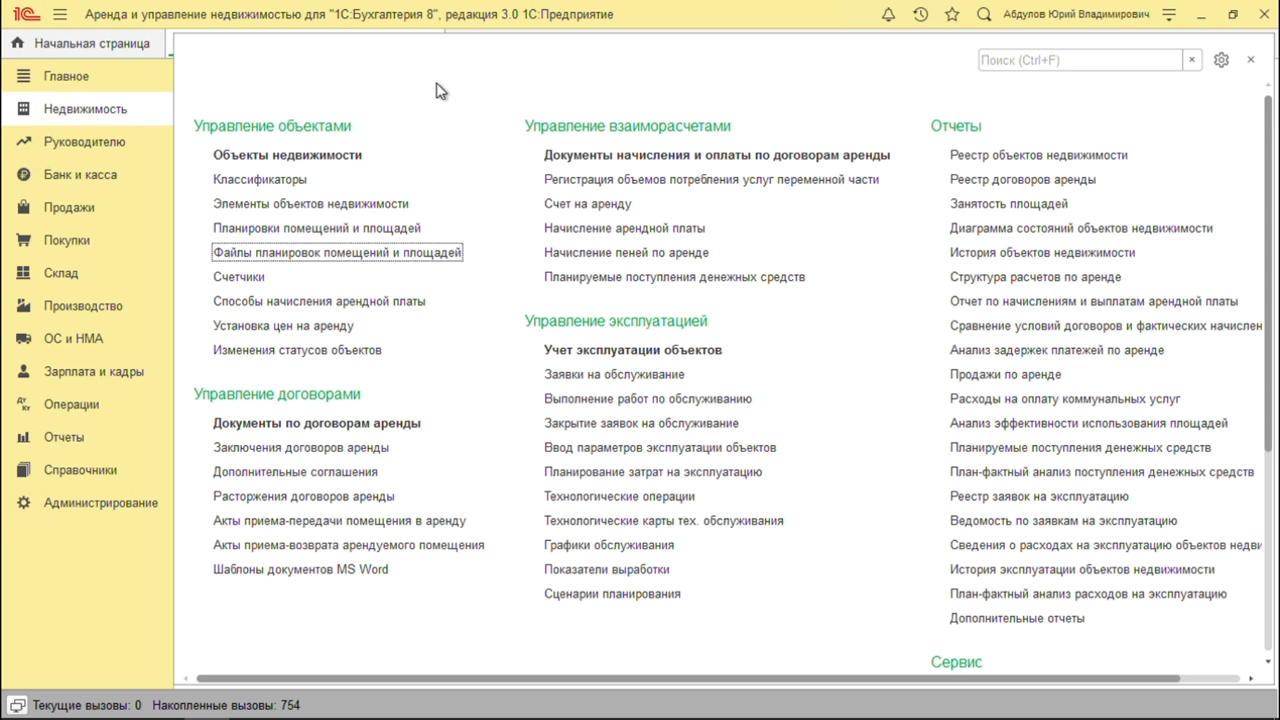 1С Аренда и управление недвижимостью для "1С:Бухгалтерия 8", редакция 3.0 1С:Предприятие
Абдулов Юрий Владимирович
Начальная страница
Главное
Недвижимость
Руководителю
Банк и касса
Продажи
Покупки
Склад
Производство
ОС и НМА
Зарплата и кадры
Операции
Отчеты
Справочники
Администрирование
Поиск (Ctrl+F)
Управление объектами
Объекты недвижимости
Классификаторы
Элементы объектов недвижимости
Планировки помещений и площадей
Файлы планировок помещений и площадей
Счетчики
Способы начисления арендной платы
Установка цен на аренду
Изменения статусов объектов
Управление договорами
Документы по договорам аренды
Заключения договоров аренды
Дополнительные соглашения
Расторжения договоров аренды
Акты приема-передачи помещения в аренду
Акты приема-возврата арендуемого помещения
Шаблоны документов MS Word
Управление взаиморасчетами
Документы начисления и оплаты по договорам аренды
Регистрация объемов потребления услуг переменной части
Счет на аренду
Начисление арендной платы
Начисление пеней по аренде
Планируемые поступления денежных средств
Управление эксплуатацией
Учет эксплуатации объектов
Заявки на обслуживание
Выполнение работ по обслуживанию
Закрытие заявок на обслуживание
Ввод параметров эксплуатации объектов
Планирование затрат на эксплуатацию
Технологические операции
Технологические карты тех. обслуживания
Графики обслуживания
Показатели выработки
Сценарии планирования
Отчеты
Реестр объектов недвижимости
Реестр договоров аренды
Занятость площадей
Диаграмма состояний объектов недвижимости
История объектов недвижимости
Структура расчетов по аренде
Отчет по начислениям и выплатам арендной платы
Сравнение условий договоров и фактических начислен
Анализ задержек платежей по аренде
Продажи по аренде
Расходы на оплату коммунальных услуг
Анализ эффективности использования площадей
Планируемые поступления денежных средств
План-фактный анализ поступления денежных средств
Реестр заявок на эксплуатацию
Ведомость по заявкам на эксплуатацию
Сведения о расходах на эксплуатацию объектов недви
История эксплуатации объектов недвижимости
План-фактный анализ расходов на эксплуатацию
Дополнительные отчеты
Сервис
Текущие вызовы: 0 Накопленные вызовы: 754